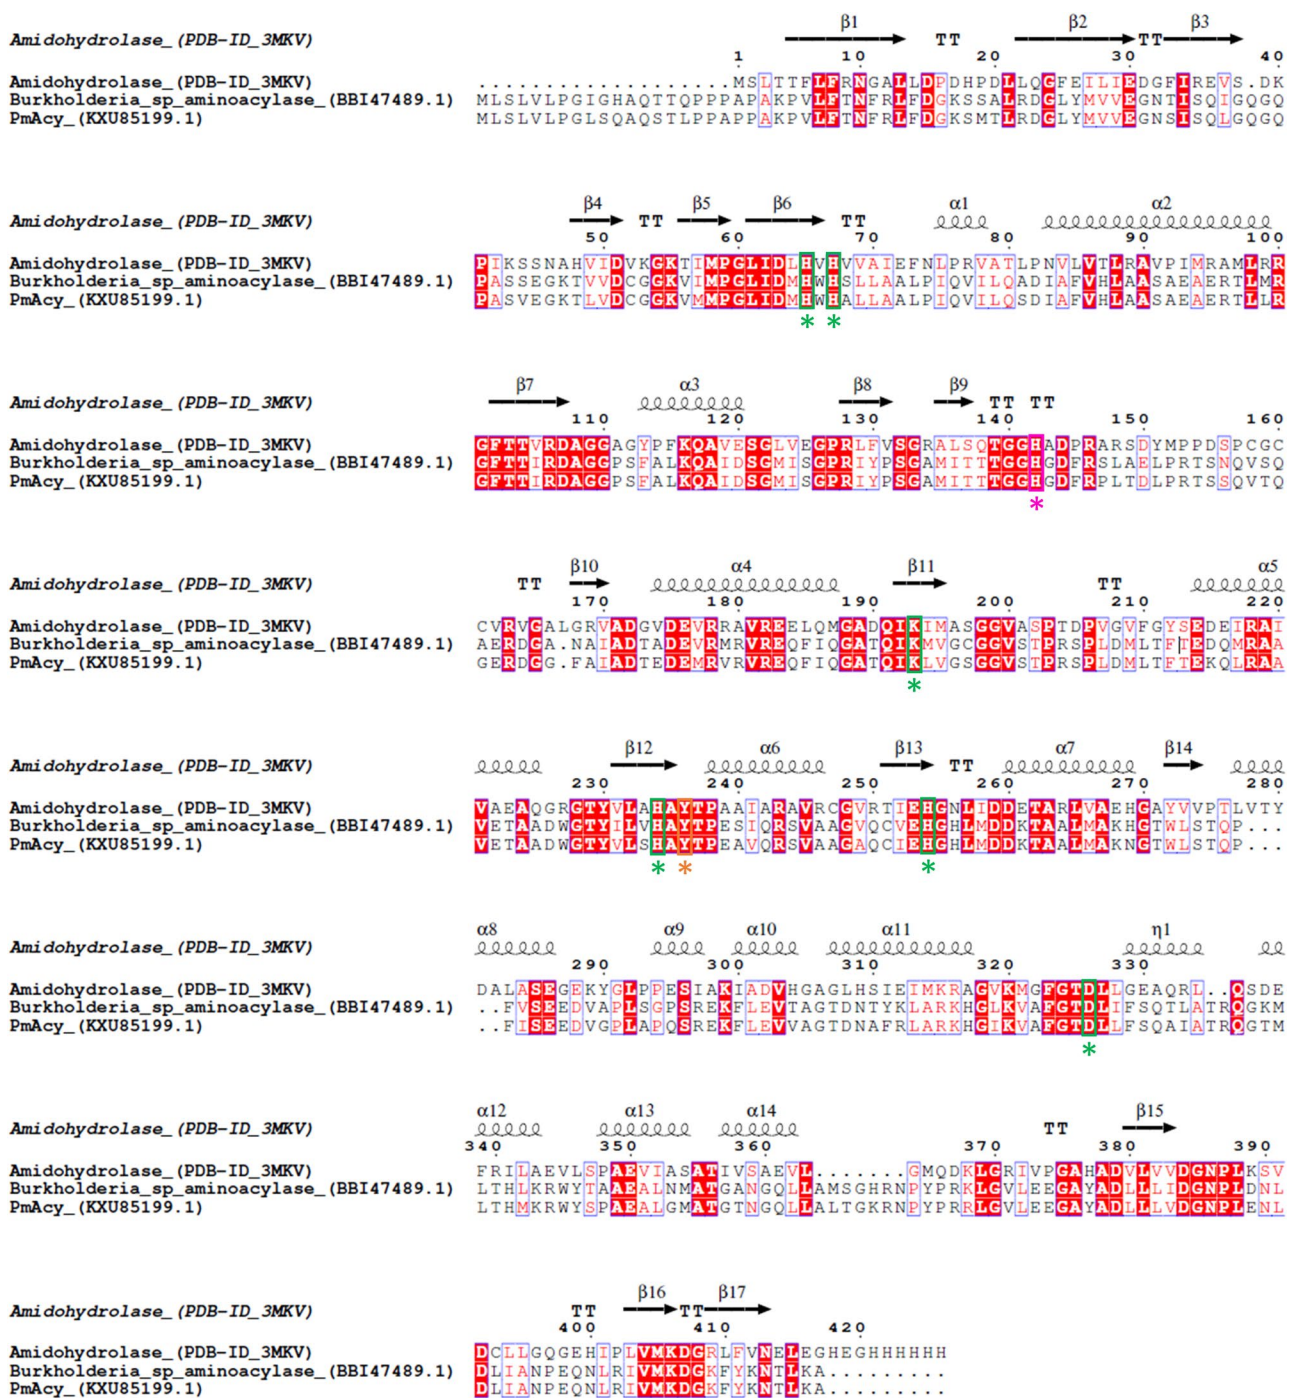 β1 β2 β3
Amidohydrolase_(PDB-ID_3MKV) TT TT
1 10 20 30 40
Amidohydrolase_(PDB-ID_3MKV) ...................MSLTTFLFRNGALLDPDHPDLLQGFEILIEDGFIREVS.DK
Burkholderia_sp_aminoacylase_(BBI47489.1) MLSLVLPGIGHAQTTQPPPAPAKPVLFTNFRLFDGKSSALRDGLYMVVEGNTISQIGQGQ
PmAcy_(KXU85199.1) MLSLVLPGLSQAQSTLPPAPPAKPVLFTNFRLFDGKSMTLRDGLYMVVEGNSISQLGQGQ
β4 β5 β6 α1 α2
Amidohydrolase_(PDB-ID_3MKV) TT TT
50 60 70 80 90 100
Amidohydrolase_(PDB-ID_3MKV) PIKSSNAHVIDVKGKTIMPGLIDLHVHVVAIEFNLPRVATLPNVLVTLRAVPIMRAMLRR
Burkholderia_sp_aminoacylase_(BBI47489.1) PASSEGKTVVDCGGKVIMPGLIDMHWHSLLAALPIQVILQADIAFVHLAASAEAERTLMR
PmAcy_(KXU85199.1) PASVEGKTLVDCGGKVMMPGLIDMHWHALLAALPIQVILQSDIAFVHLAASAEAERTLLR
* *
β7 α3 β8 β9
Amidohydrolase_(PDB-ID_3MKV) TT TT
110 120 130 140 150 160
Amidohydrolase_(PDB-ID_3MKV) GFTTVRDAGGAGYPFKQAVESGLVEGPRLFVSGRALSQTGGHADPRARSDYMPPDSPCGC
Burkholderia_sp_aminoacylase_(BBI47489.1) GFTTIRDAGGPSFALKQAIDSGMISGPRIYPSGAMITTTGGHGDFRSLAELPRTSNQVSQ
PmAcy_(KXU85199.1) GFTTIRDAGGPSFALKQAIDSGMISGPRIYPSGAMITTTGGHGDFRPLTDLPRTSSQVTQ
*
β10 α4 β11 α5
Amidohydrolase_(PDB-ID_3MKV) TT TT
170 180 190 200 210 220
Amidohydrolase_(PDB-ID_3MKV) CVRVGALGRVADGVDEVRRAVREELQMGADQIKIMASGGVASPTDPVGVFGYSEDEIRAI
Burkholderia_sp_aminoacylase_(BBI47489.1) AERDGA.NAIADTADEVRMRVREQFIQGATQIKMVGCGGVSTPRSPLDMLTFTEDQMRAA
PmAcy_(KXU85199.1) GERDGG.FAIADTEDEMRVRVREQFIQGATQIKLVGSGGVSTPRSPLDMLTFTEKQLRAA
*
β12 α6 β13 α7 β14
Amidohydrolase_(PDB-ID_3MKV) TT
230 240 250 260 270 280
Amidohydrolase_(PDB-ID_3MKV) VAEAQGRGTYVLAHAYTPAAIARAVRCGVRTIEHGNLIDDETARLVAEHGAYVVPTLVTY
Burkholderia_sp_aminoacylase_(BBI47489.1) VETAADWGTYILVHAYTPESIQRSVAAGVQCVEHGHLMDDKTAALMAKHGTWLSTQP...
PmAcy_(KXU85199.1) VETAADWGTYVLSHAYTPEAVQRSVAAGAQCIEHGHLMDDKTAALMAKNGTWLSTQP...
* * *
α8 α9 α10 α11 η1
Amidohydrolase_(PDB-ID_3MKV)
290 300 310 320 330
Amidohydrolase_(PDB-ID_3MKV) DALASEGEKYGLPPESIAKIADVHGAGLHSIEIMKRAGVKMGFGTDLLGEAQRL..QSDE
Burkholderia_sp_aminoacylase_(BBI47489.1) ..FVSEEDVAPLSGPSREKFLEVTAGTDNTYKLAKRHGLKVAFGTDLIFSQTLATRQGKM
PmAcy_(KXU85199.1) ..FISEEDVGPLAPQSREKFLEVVAGTDNAFRLARKHGIKVAFGTDLLFSQAIATRQGTM
*
α12 α13 α14 β15
Amidohydrolase_(PDB-ID_3MKV) TT
340 350 360 370 380 390
Amidohydrolase_(PDB-ID_3MKV) FRILAEVLSPAEVIASATIVSAEVL.......GMQDKLGRIVPGAHADVLVVDGNPLKSV
Burkholderia_sp_aminoacylase_(BBI47489.1) LTHLKRWYTAAEALNMATGANGQLLAMSGHRNPYPRKLGVLEEGAYADLLLIDGNPLDNL
PmAcy_(KXU85199.1) LTHMKRWYSPAEALGMATGTNGQLLALTGKRNPYPRRLGVLEEGAYADLLLVDGNPLENL
β16 β17
Amidohydrolase_(PDB-ID_3MKV) TT TT
400 410 420
Amidohydrolase_(PDB-ID_3MKV) DCLLGQGEHIPLVMKDGRLFVNELEGHEGHHHHHH
Burkholderia_sp_aminoacylase_(BBI47489.1) DLIANPEQNLRIVMKDGKFYKNTLKA.........
PmAcy_(KXU85199.1) DLIANPEQNLRIVMKDGKFYKNTLKA.........